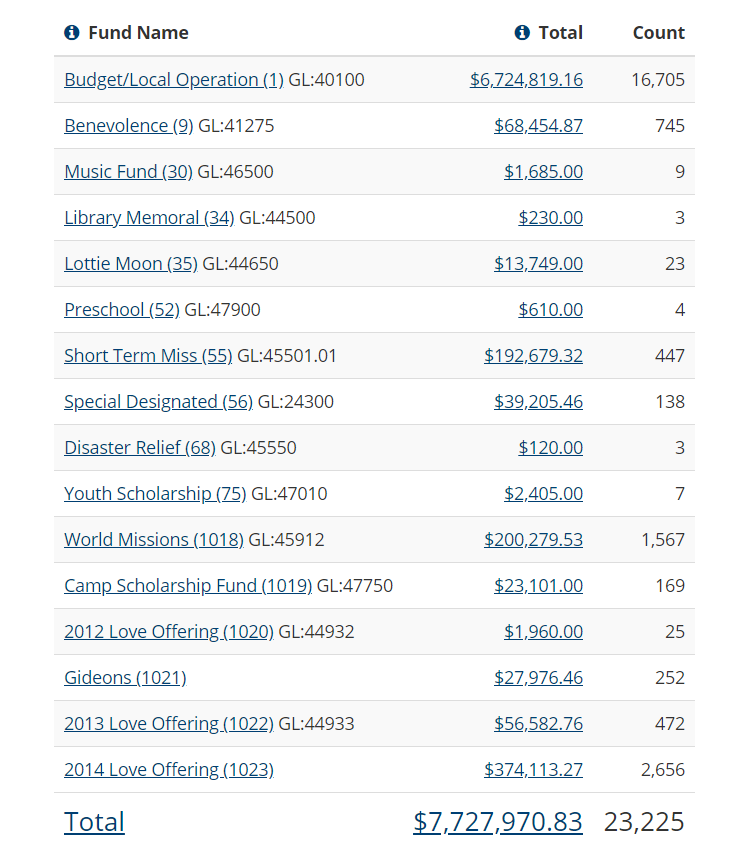 Fund Name Total Count
Budget/Local Operation (1) GL:40100 $6,724,819.16 16,705
Benevolence (9) GL:41275 $68,454.87 745
Music Fund (30) GL:46500 $1,685.00 9
Library Memoral (34) GL:44500 $230.00 3
Lottie Moon (35) GL:44650 $13,749.00 23
Preschool (52) GL:47900 $610.00 4
Short Term Miss (55) GL:45501.01 $192,679.32 447
Special Designated (56) GL:24300 $39,205.46 138
Disaster Relief (68) GL:45550 $120.00 3
Youth Scholarship (75) GL:47010 $2,405.00 7
World Missions (1018) GL:45912 $200,279.53 1,567
Camp Scholarship Fund (1019) GL:47750 $23,101.00 169
2012 Love Offering (1020) GL:44932 $1,960.00 25
Gideons (1021) $27,976.46 252
2013 Love Offering (1022) GL:44933 $56,582.76 472
2014 Love Offering (1023) $374,113.27 2,656
Total $7,727,970.83 23,225